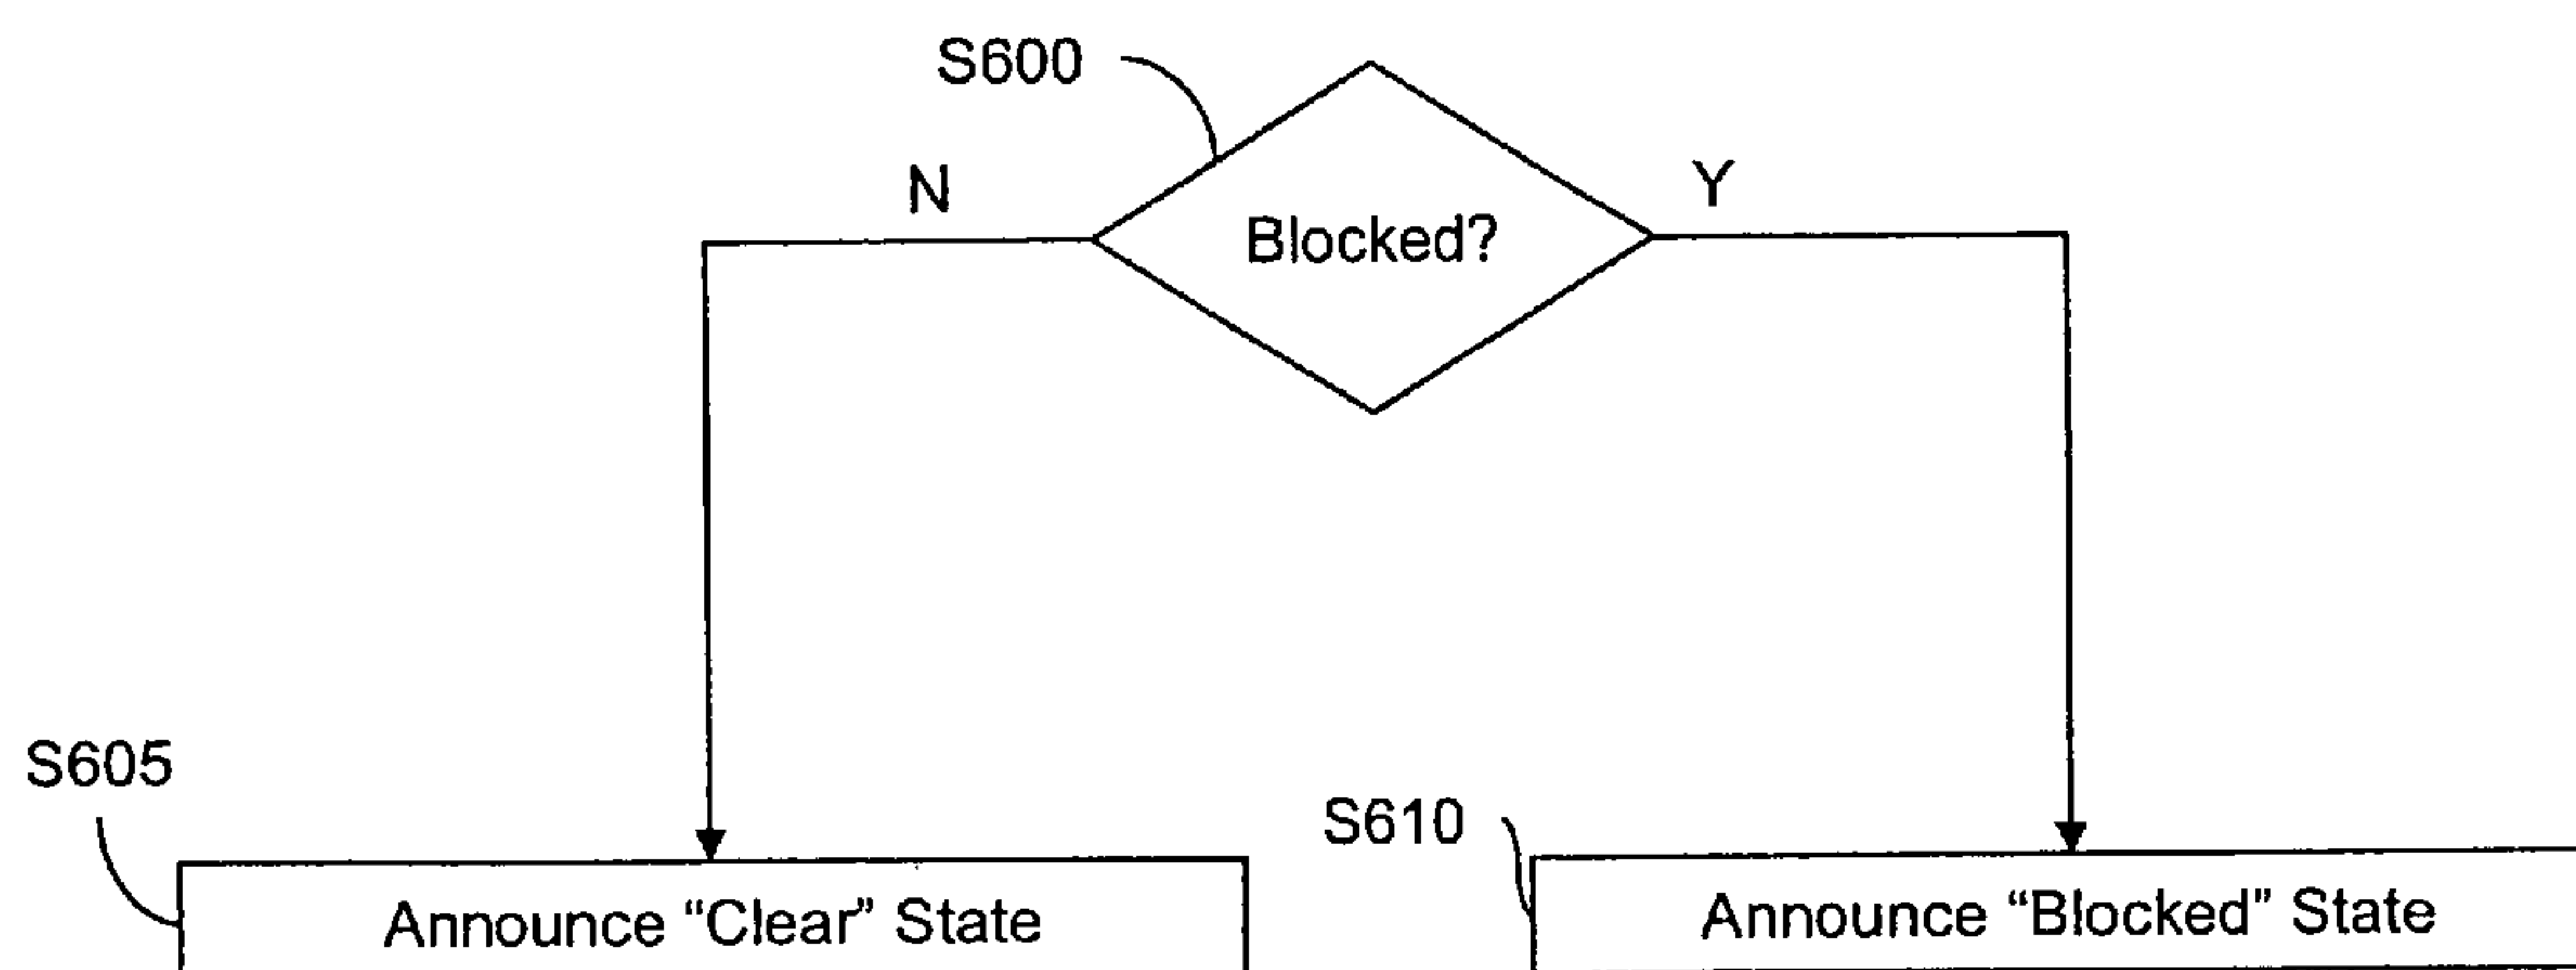 S600
N
Y
Blocked?
S605
S610
Announce “Clear” State
Announce “Blocked” State